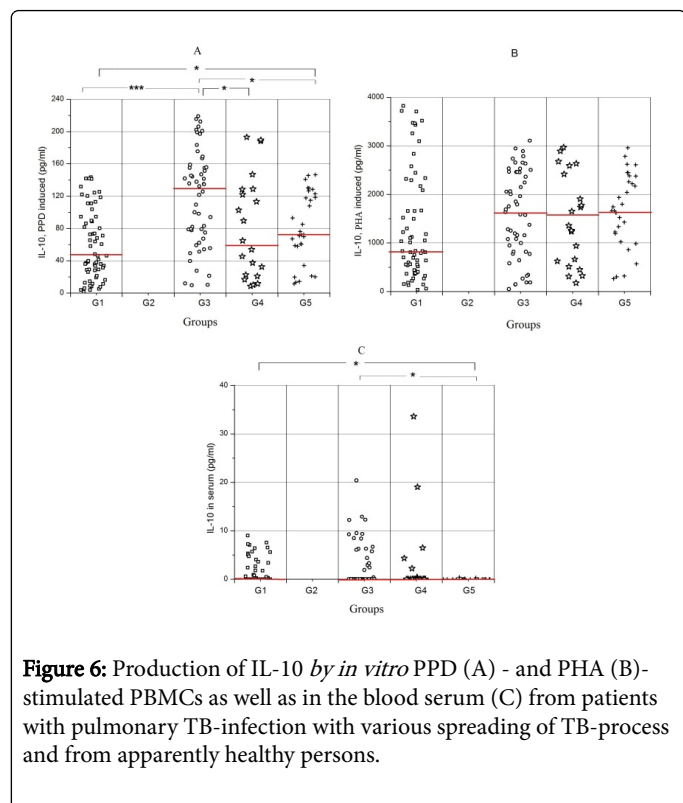 A
*
***
*
*
240
200
160
120
80
40
0
IL-10, PPD induced (pg/ml)
G1 G2 G3 G4 G5
Groups
B
4000
3000
2000
1000
0
IL-10, PHA induced (pg/ml)
G1 G2 G3 G4 G5
Groups
C
*
*
40
30
20
10
0
IL-10 in serum (pg/ml)
G1 G2 G3 G4 G5
Groups
Figure 6: Production of IL-10 by in vitro PPD (A) - and PHA (B)-
stimulated PBMCs as well as in the blood serum (C) from patients
with pulmonary TB-infection with various spreading of TB-process
and from apparently healthy persons.